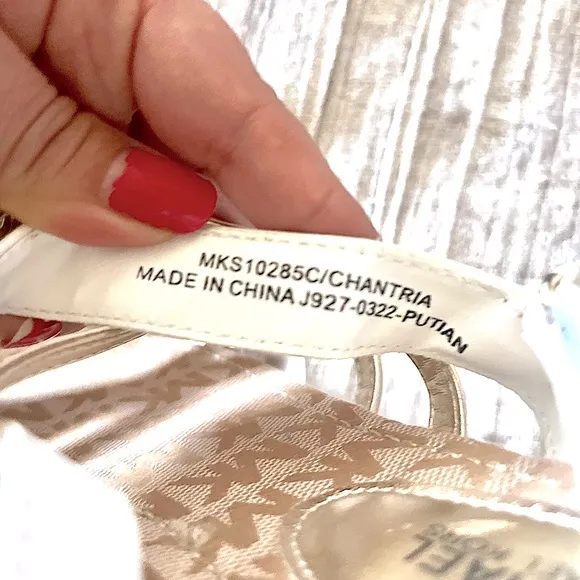 MKS10285C/CHANTRIA
MADE IN CHINA J927-0322-PUTIAN